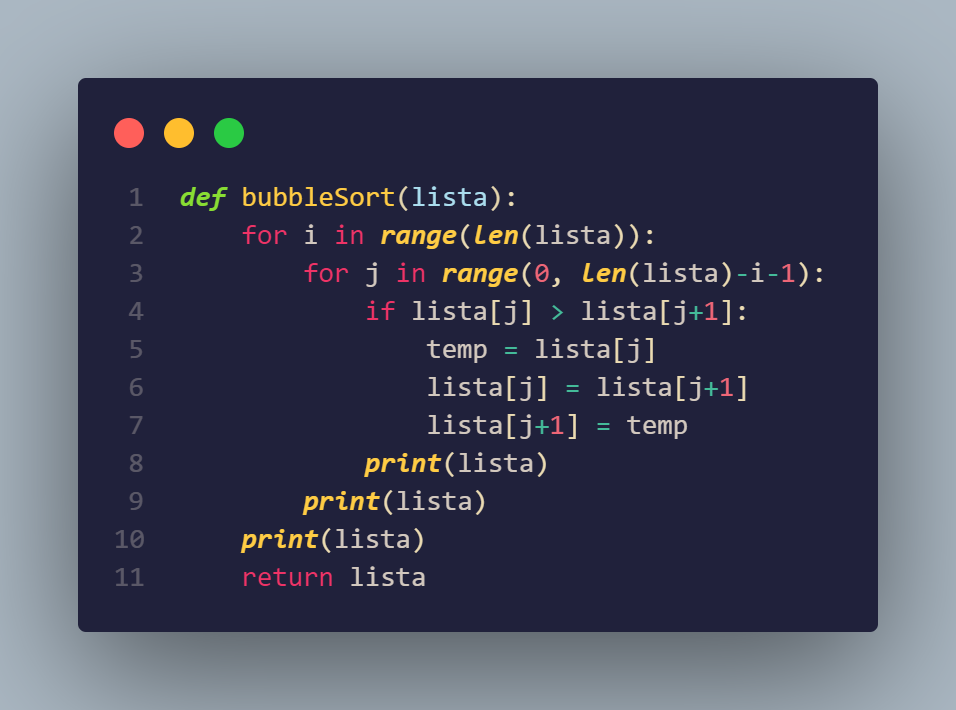 1 def bubbleSort(lista):
2     for i in range(len(lista)):
3         for j in range(0, len(lista)-i-1):
4             if lista[j] > lista[j+1]:
5                 temp = lista[j]
6                 lista[j] = lista[j+1]
7                 lista[j+1] = temp
8             print(lista)
9         print(lista)
10     print(lista)
11     return lista